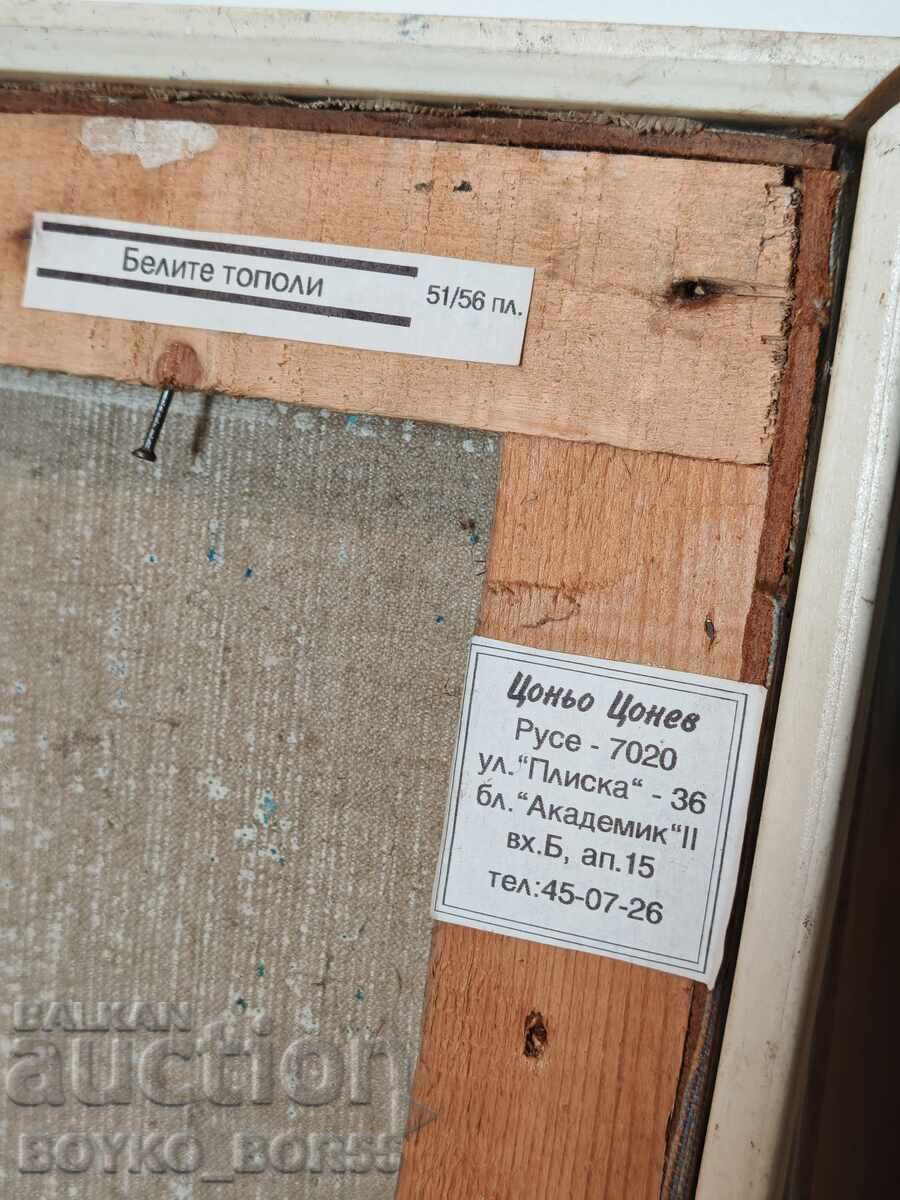 Белите тополи
51/56 пл.
Цоньо Цонев
Русе - 7020
ул."Плиска" - 36
бл."Академик"II
вх.Б, ап.15
тел:45-07-26
BALKAN
auction
BOYKO_BOR55